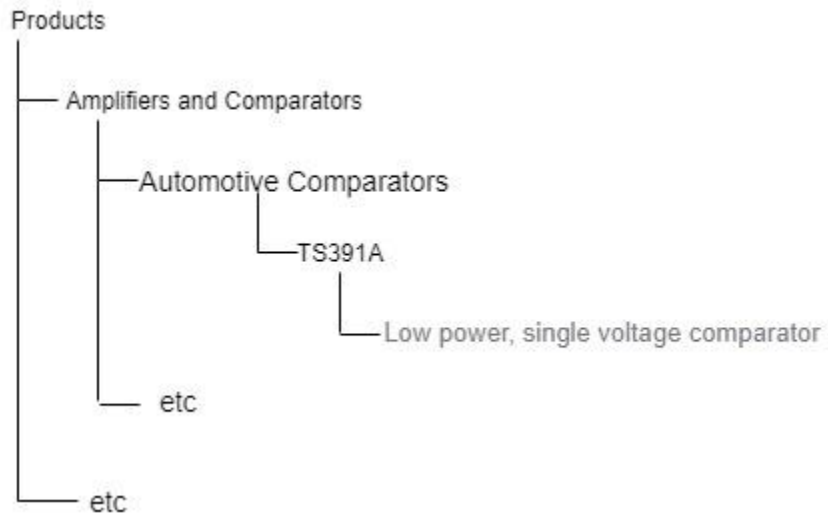 Products
Amplifiers and Comparators
Automotive Comparators
TS391A
Low power, single voltage comparator
etc
etc